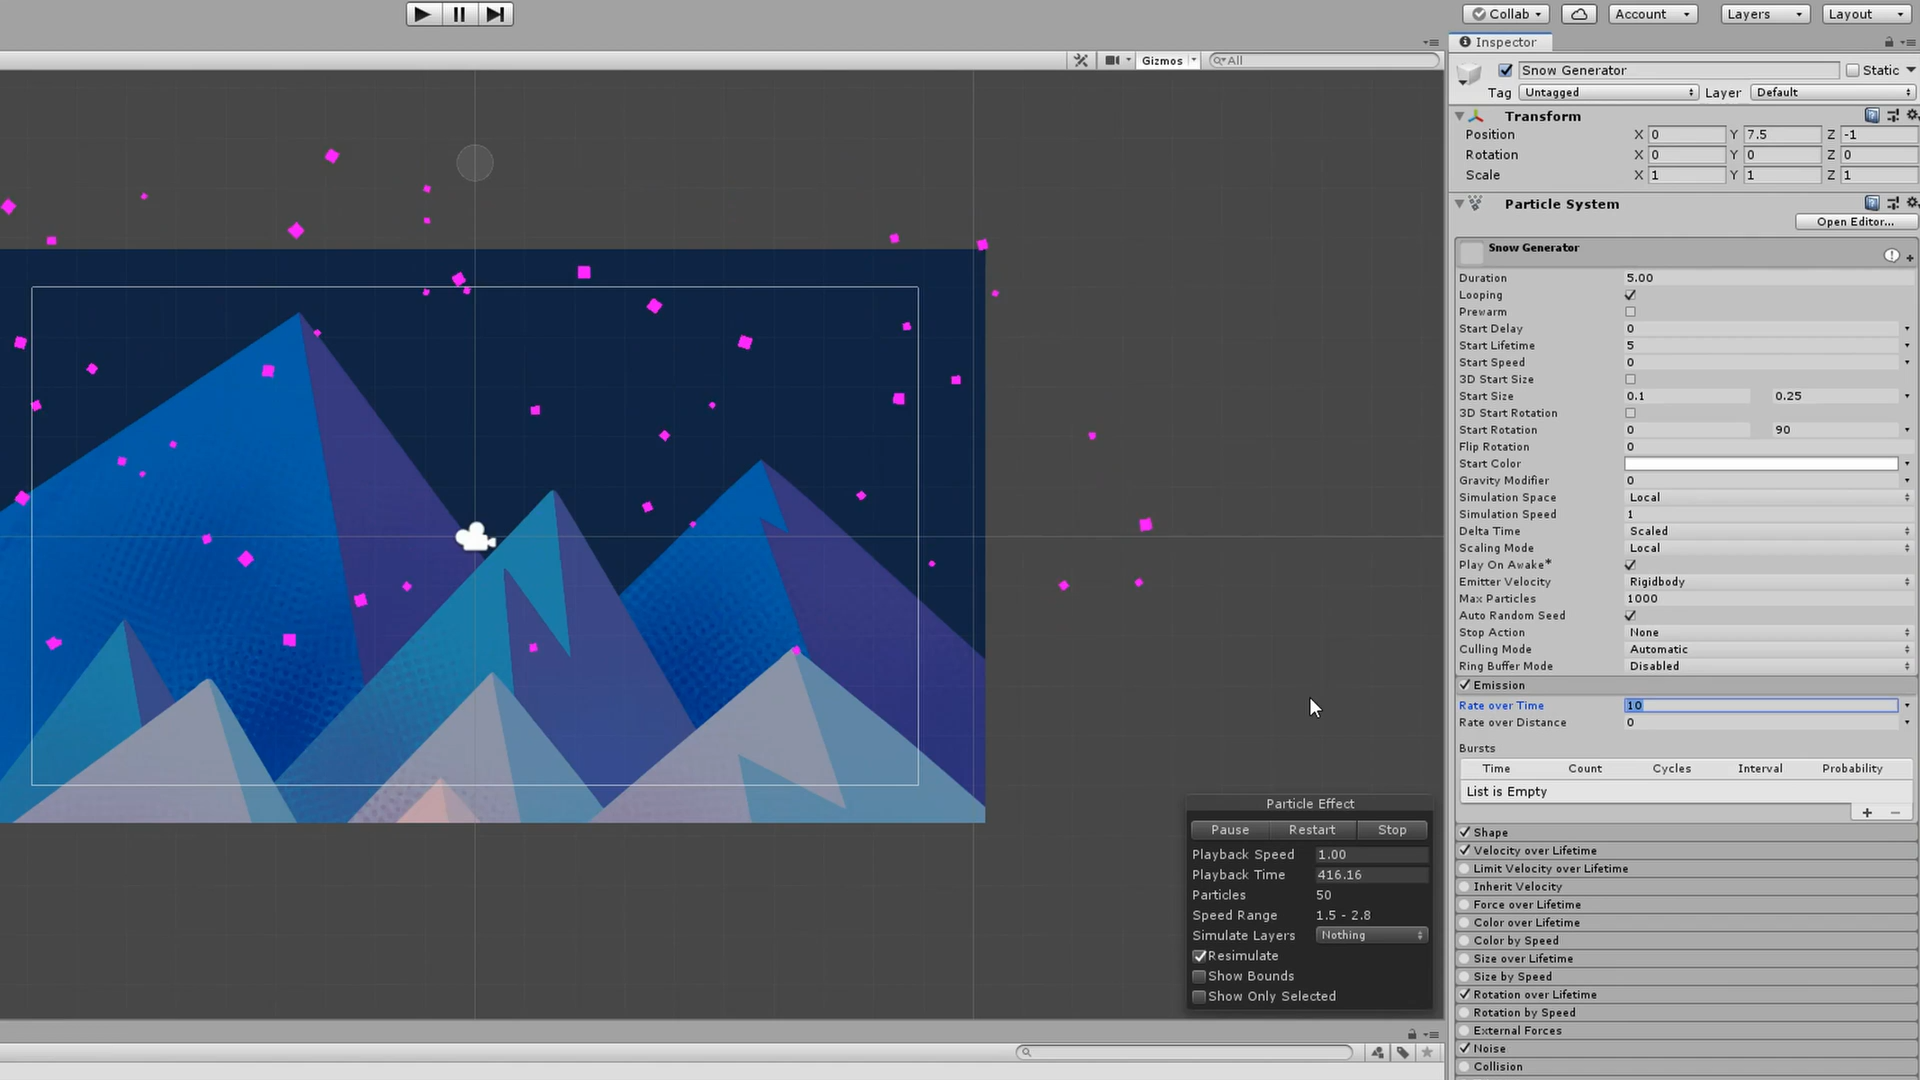 Collab
Account
Layers
Layout
Gizmos
All
Inspector
Snow Generator
Static
Tag Untagged Layer Default
Transform
Position X 0 Y 7.5 Z -1
Rotation X 0 Y 0 Z 0
Scale X 1 Y 1 Z 1
Particle System
Open Editor...
Snow Generator
Duration 5.00
Looping
Prewarm
Start Delay 0
Start Lifetime 5
Start Speed 0
3D Start Size
Start Size 0.1 0.25
3D Start Rotation
Start Rotation 0 90
Flip Rotation 0
Start Color
Gravity Modifier 0
Simulation Space Local
Simulation Speed 1
Delta Time Scaled
Scaling Mode Local
Play On Awake*
Emitter Velocity Rigidbody
Max Particles 1000
Auto Random Seed
Stop Action None
Culling Mode Automatic
Ring Buffer Mode Disabled
Emission
Rate over Time 10
Rate over Distance 0
Bursts
Time Count Cycles Interval Probability
List is Empty
Shape
Velocity over Lifetime
Limit Velocity over Lifetime
Inherit Velocity
Force over Lifetime
Color over Lifetime
Color by Speed
Size over Lifetime
Size by Speed
Rotation over Lifetime
Rotation by Speed
External Forces
Noise
Collision
Particle Effect
Pause Restart Stop
Playback Speed 1.00
Playback Time 416.16
Particles 50
Speed Range 1.5 - 2.8
Simulate Layers Nothing
Resimulate
Show Bounds
Show Only Selected